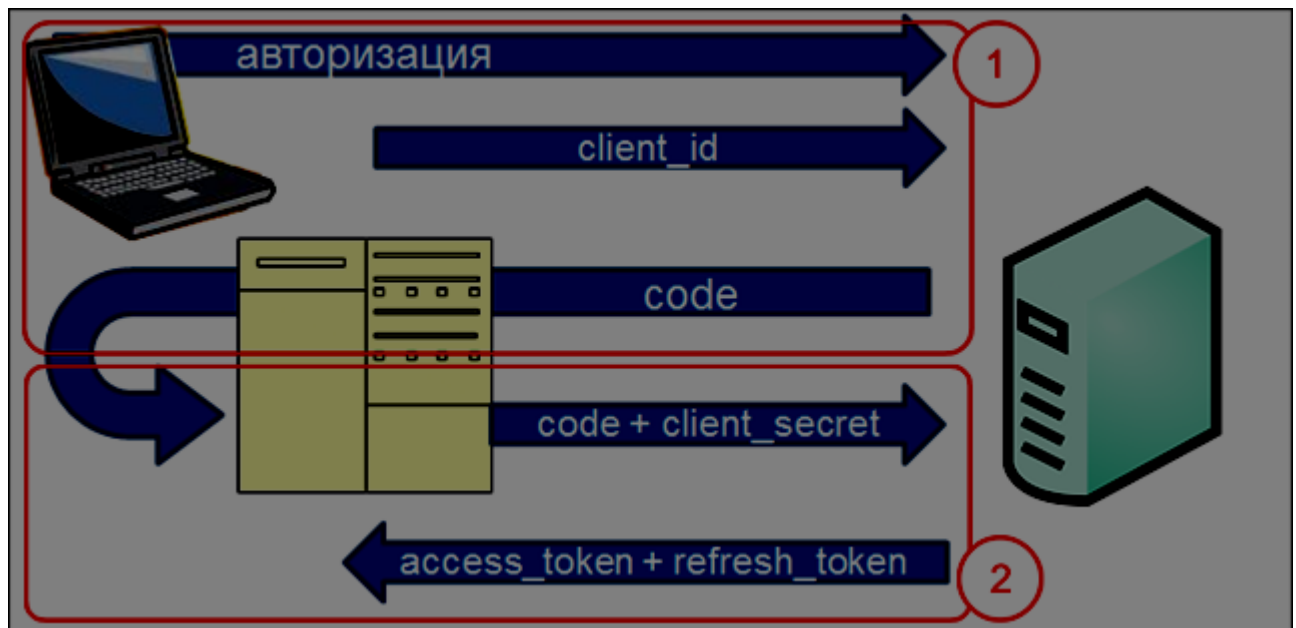 авторизация
1
client_id
code
code + client_secret
access_token + refresh_token
2